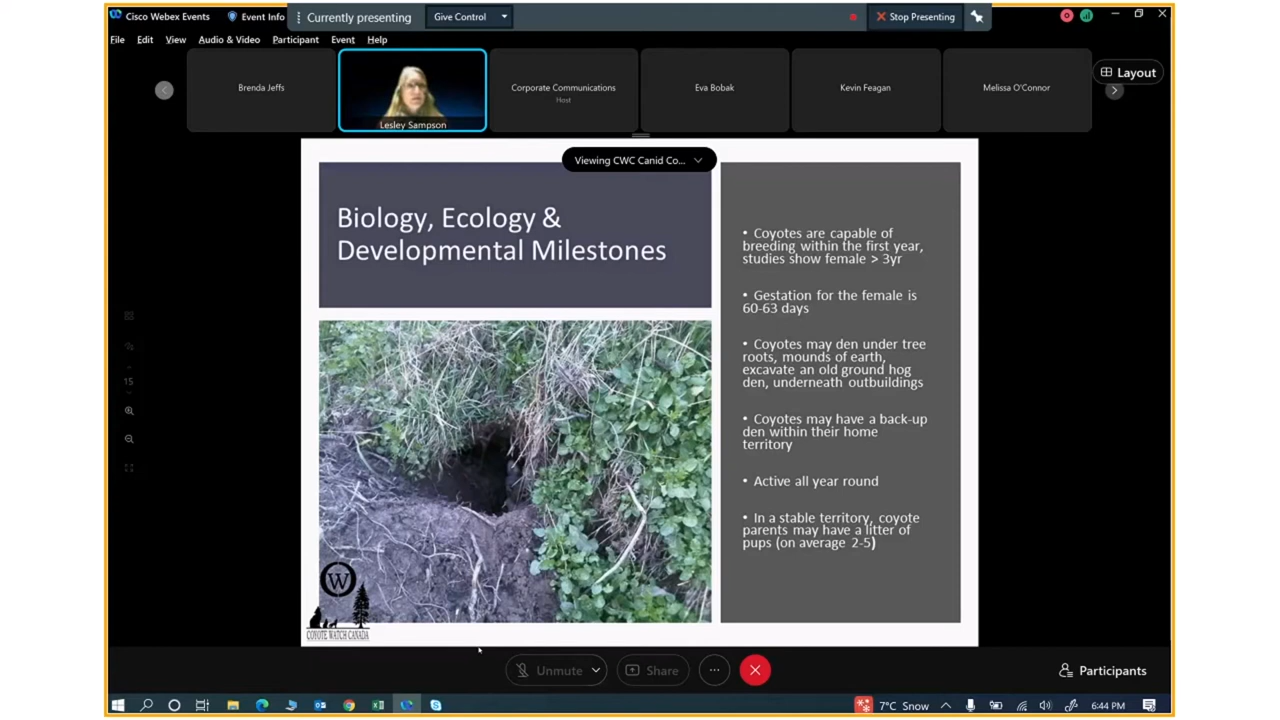 Cisco Webex Events
Event Info
Currently presenting
Give Control
Stop Presenting
File Edit View Audio & Video Participant Event Help
Brenda Jeffs
Lesley Sampson
Corporate Communications
Host
Eva Bobak
Kevin Feagan
Melissa O'Connor
Layout
Viewing CWC Canid Co...
Biology, Ecology &
Developmental Milestones
• Coyotes are capable of
breeding within the first year,
studies show female > 3yr
• Gestation for the female is
60-63 days
• Coyotes may den under tree
roots, mounds of earth,
excavate an old ground hog
den, underneath outbuildings
• Coyotes may have a back-up
den within their home
territory
• Active all year round
• In a stable territory, coyote
parents may have a litter of
pups (on average 2-5)
15
OW
COYOTE WATCH CANADA
Unmute
Share
Participants
7°C Snow
6:44 PM